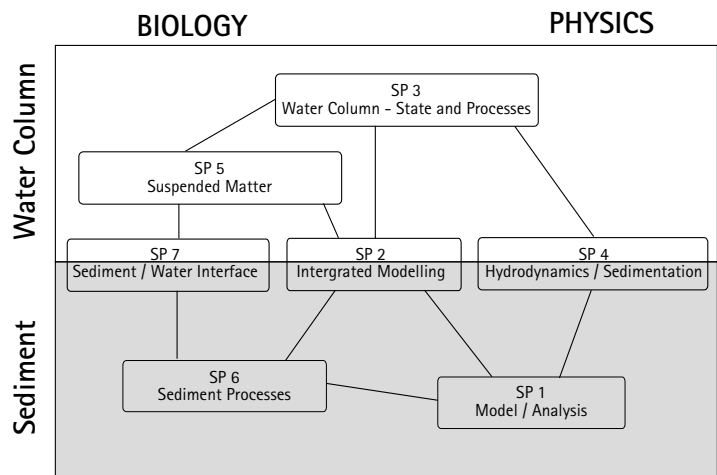 BIOLOGY
PHYSICS
Water Column
SP 3
Water Column - State and Processes
SP 5
Suspended Matter
SP 7
Sediment / Water Interface
SP 2
Intergrated Modelling
SP 4
Hydrodynamics / Sedimentation
Sediment
SP 6
Sediment Processes
SP 1
Model / Analysis